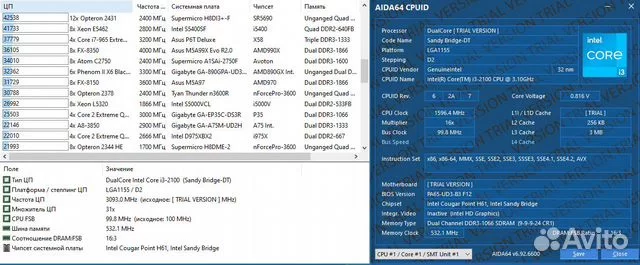 ЦП Частота ... Системная плата Чипсет Память
42538 12x Opteron 2431 2400 МГц Supermicro H8DI3+-F SR5690 Unganged Quad ...
41733 8x Xeon E5462 2800 МГц Intel S5400SF i5400 Quad DDR2-640FB
37779 6x Core i7-965 Extre... 3200 МГц Asus P6T Deluxe X58 Triple DDR3-1333
36105 8x FX-8350 4000 МГц Asus M5A99X Evo R2.0 AMD990X Dual DDR3-1866
34010 8x Atom C2750 2400 МГц Supermicro A1SAi-2750F Avoton Dual DDR3-1600
32362 6x Phenom II X6 Blac... 3200 МГц Gigabyte GA-890GPA-UD3... AMD890GX Unganged Dual...
31729 8x FX-8150 3600 МГц Asus M5A97 AMD970 Dual DDR3-1866
30788 8x Opteron 2378 2400 МГц Tyan Thunder n3600R nForcePro-3600 Unganged Dual...
26992 8x Xeon L5320 1866 МГц Intel S5000VCL i5000V Dual DDR2-533FB
25503 4x Core 2 Extreme Q... 3000 МГц Gigabyte GA-EP35C-DS3R P35 Dual DDR3-1066
22146 4x A8-3850 2900 МГц Gigabyte GA-A75M-UD2H A75 Dual DDR3-1333
22070 4x Core 2 Extreme Q... 2666 МГц Intel D975XBX2 i975X Dual DDR2-667
21993 8x Opteron 2344 HE 1700 МГц Supermicro H8DME-2 nForcePro-3600 Unganged Dual...
Поле Значение
Тип ЦП DualCore Intel Core i3-2100 (Sandy Bridge-DT)
Платформа / степпинг ЦП LGA1155 / D2
Частота ЦП 3093.0 MHz (исходное: [ TRIAL VERSION ] MHz)
Множитель ЦП 31x
CPU FSB 99.8 MHz (исходное: 100 MHz)
Шина памяти 532.1 MHz
Соотношение DRAM:FSB 16:3
Чипсет системной платы Intel Cougar Point H61, Intel Sandy Bridge
AIDA64 CPUID
Processor DualCore [ TRIAL VERSION ]
Code Name Sandy Bridge-DT
Platform LGA1155
Stepping D2
CPUID Vendor GenuineIntel 32 nm
CPUID Name Intel(R) Core(TM) i3-2100 CPU @ 3.10GHz
intel
CORE
i3
CPUID Rev. 6 2A 7 Core Voltage 0.816 V
CPU Clock 1596.4 MHz L1I / L1D Cache [ TRIAL ]
Multiplier 16x L2 Cache 256 KB
Bus Clock 99.8 MHz L3 Cache 3 MB
Bus Speed L4 Cache
Instruction Set x86, x86-64, MMX, SSE, SSE2, SSE3, SSSE3, SSE4.1, SSE4.2, AVX
Motherboard [ TRIAL VERSION ]
BIOS Version PA6S-UD3-B3 F12
Chipset Intel Cougar Point H61, Intel Sandy Bridge
Integr. Video Inactive (Intel HD Graphics)
Memory Type Dual Channel DDR3-1066 SDRAM (9-9-9-24 CR1)
Memory Clock 532.1 MHz DRAM:FSB Ratio 16:3
CPU #1 / Core #1 / SMT Unit #1 AIDA64 v6.92.6600 Save Close
Avito